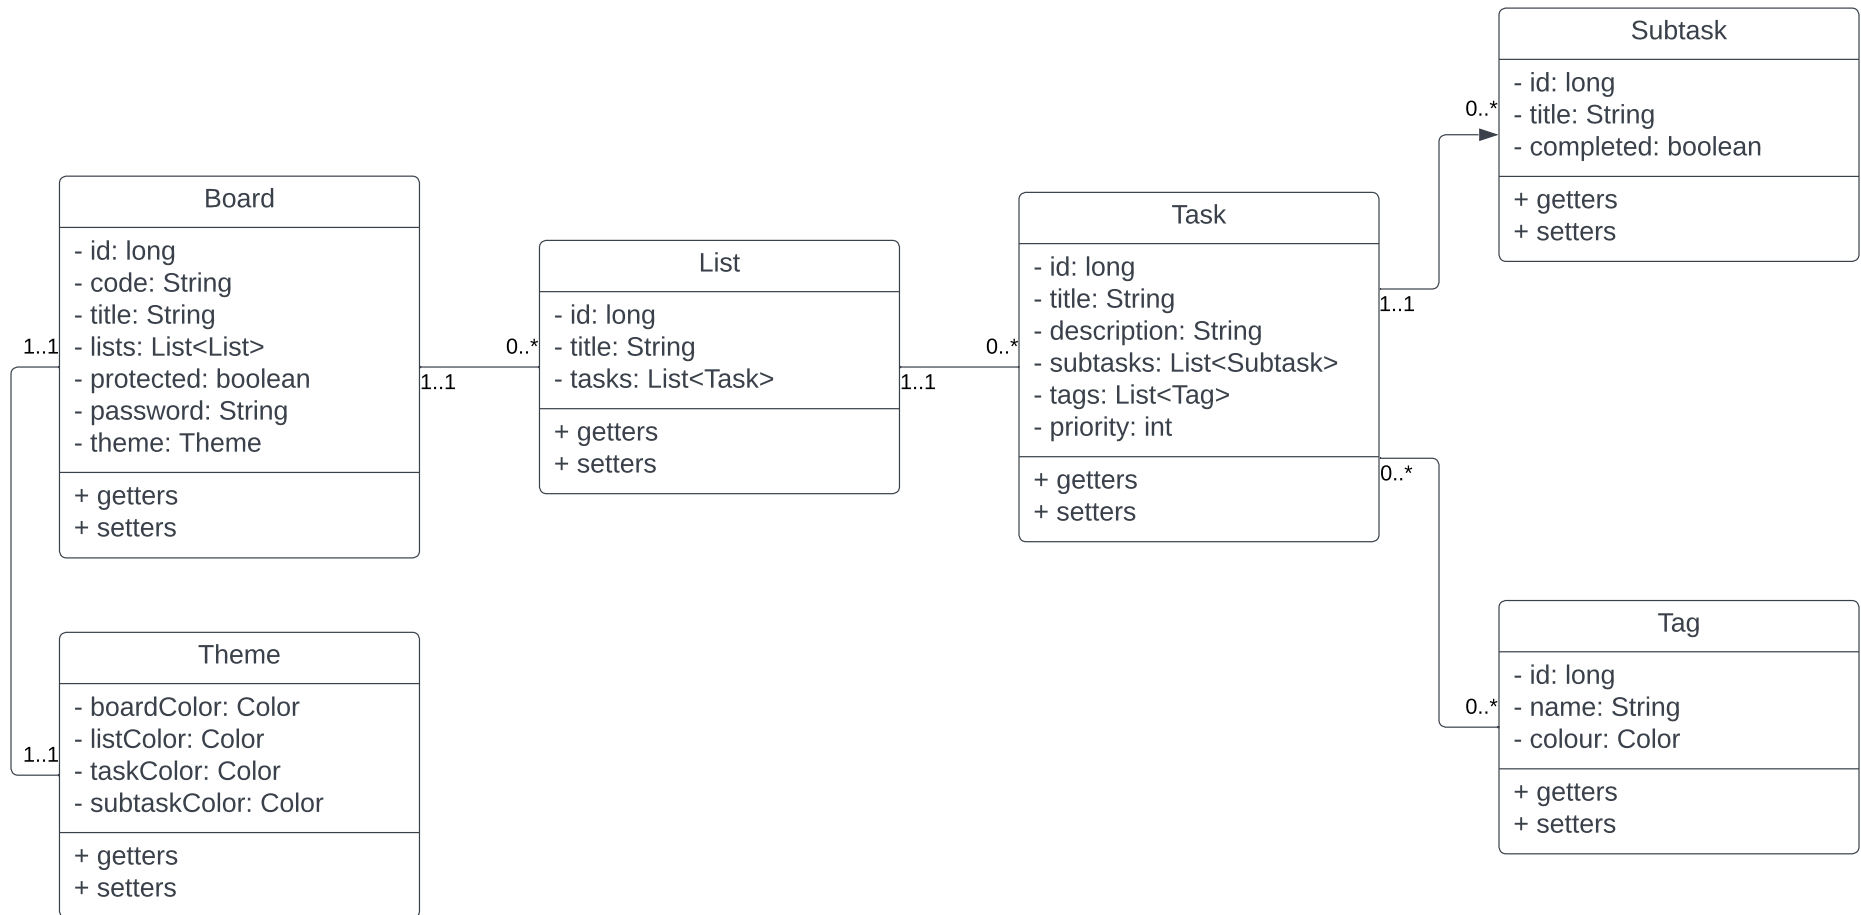 Board
- id: long
- code: String
- title: String
- lists: List<List>
- protected: boolean
- password: String
- theme: Theme
+ getters
+ setters
1..1
1..1
1..1
Theme
- boardColor: Color
- listColor: Color
- taskColor: Color
- subtaskColor: Color
+ getters
+ setters
0..*
List
- id: long
- title: String
- tasks: List<Task>
+ getters
+ setters
1..1
0..*
Task
- id: long
- title: String
- description: String
- subtasks: List<Subtask>
- tags: List<Tag>
- priority: int
+ getters
+ setters
1..1
0..*
0..*
Subtask
- id: long
- title: String
- completed: boolean
+ getters
+ setters
0..*
Tag
- id: long
- name: String
- colour: Color
+ getters
+ setters